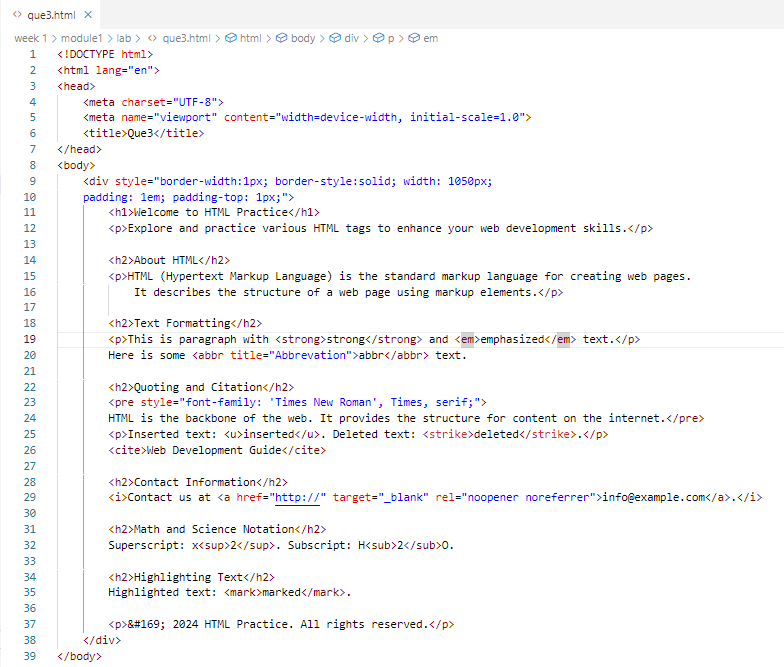 que3.html
week 1 > module1 > lab > que3.html > html > body > div > p > em
1 <!DOCTYPE html>
2 <html lang="en">
3 <head>
4 <meta charset="UTF-8">
5 <meta name="viewport" content="width=device-width, initial-scale=1.0">
6 <title>Que3</title>
7 </head>
8 <body>
9 <div style="border-width:1px; border-style:solid; width: 1050px;
10 padding: 1em; padding-top: 1px;">
11 <h1>Welcome to HTML Practice</h1>
12 <p>Explore and practice various HTML tags to enhance your web development skills.</p>
13
14 <h2>About HTML</h2>
15 <p>HTML (Hypertext Markup Language) is the standard markup language for creating web pages.
16 It describes the structure of a web page using markup elements.</p>
17
18 <h2>Text Formatting</h2>
19 <p>This is paragraph with <strong>strong</strong> and <em>emphasized</em> text.</p>
20 Here is some <abbr title="Abbrevation">abbr</abbr> text.
21
22 <h2>Quoting and Citation</h2>
23 <pre style="font-family: 'Times New Roman', Times, serif;">
24 HTML is the backbone of the web. It provides the structure for content on the internet.</pre>
25 <p>Inserted text: <u>inserted</u>. Deleted text: <strike>deleted</strike>.</p>
26 <cite>Web Development Guide</cite>
27
28 <h2>Contact Information</h2>
29 <i>Contact us at <a href="http://" target="_blank" rel="noopener noreferrer">info@example.com</a>.</i>
30
31 <h2>Math and Science Notation</h2>
32 Superscript: x<sup>2</sup>. Subscript: H<sub>2</sub>O.
33
34 <h2>Highlighting Text</h2>
35 Highlighted text: <mark>marked</mark>.
36
37 <p>&#169; 2024 HTML Practice. All rights reserved.</p>
38 </div>
39 </body>